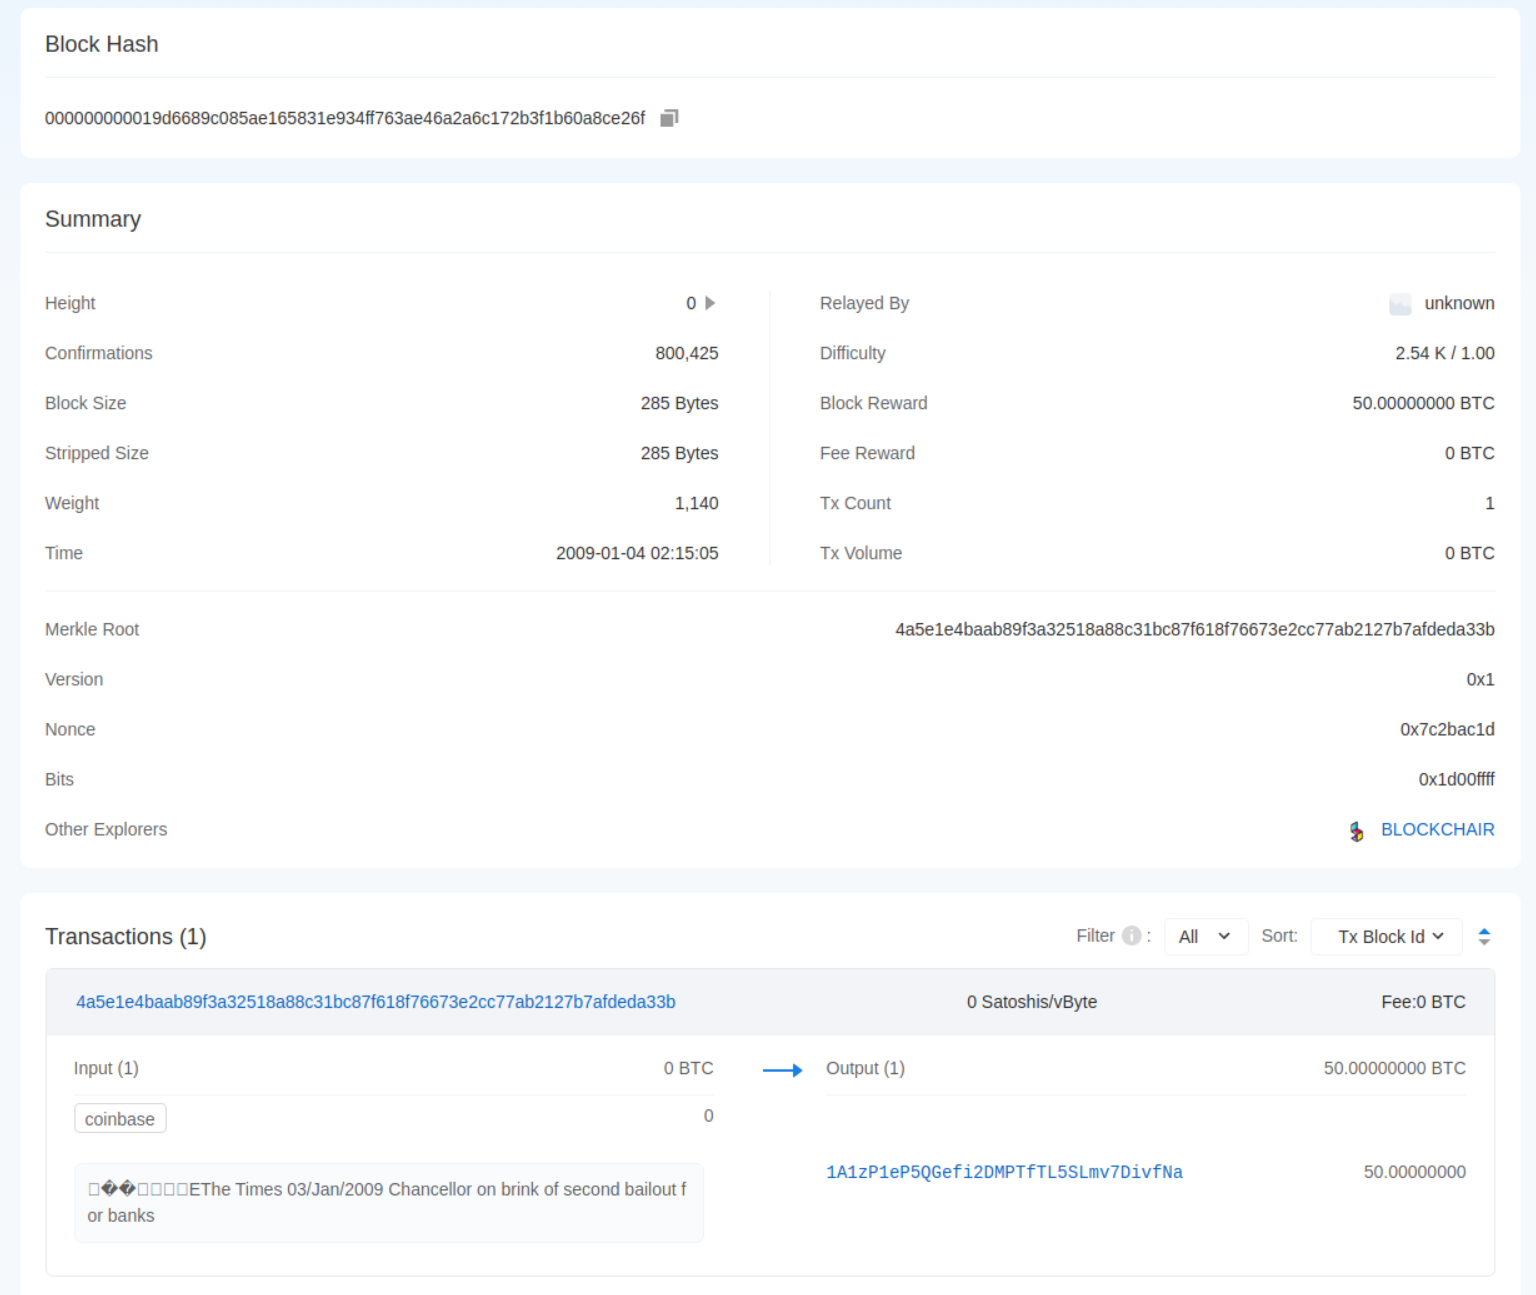 Block Hash
000000000019d6689c085ae165831e934ff763ae46a2a6c172b3f1b60a8ce26f
Summary
Height 0
Relayed By unknown
Confirmations 800,425
Difficulty 2.54 K / 1.00
Block Size 285 Bytes
Block Reward 50.00000000 BTC
Stripped Size 285 Bytes
Fee Reward 0 BTC
Weight 1,140
Tx Count 1
Time 2009-01-04 02:15:05
Tx Volume 0 BTC
Merkle Root 4a5e1e4baab89f3a32518a88c31bc87f618f76673e2cc77ab2127b7afdeda33b
Version 0x1
Nonce 0x7c2bac1d
Bits 0x1d00ffff
Other Explorers BLOCKCHAIR
Transactions (1)
Filter i : All Sort: Tx Block Id
4a5e1e4baab89f3a32518a88c31bc87f618f76673e2cc77ab2127b7afdeda33b 0 Satoshis/vByte Fee:0 BTC
Input (1) 0 BTC
Output (1) 50.00000000 BTC
coinbase 0
1A1zP1eP5QGefi2DMPTfTL5SLmv7DivfNa 50.00000000
□��□□□□EThe Times 03/Jan/2009 Chancellor on brink of second bailout f
or banks